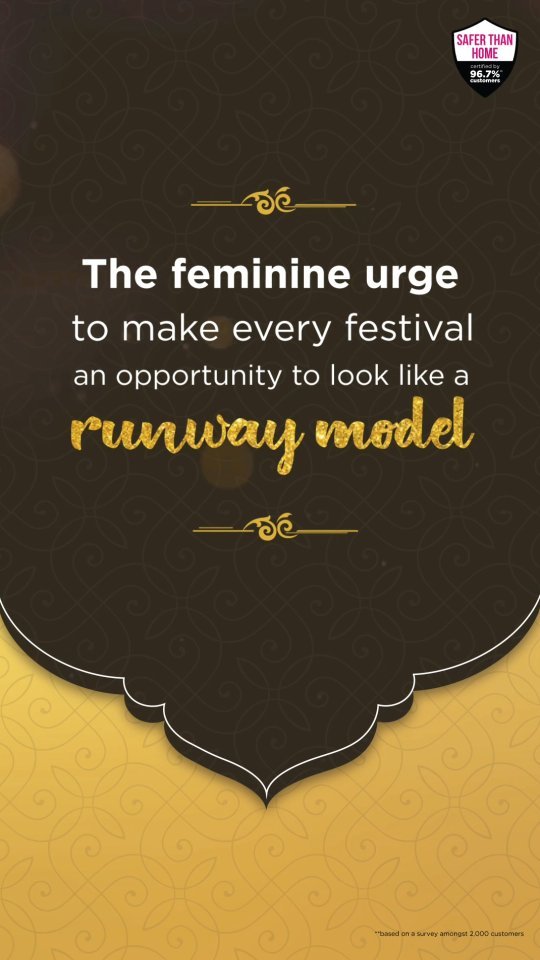 SAFER THAN
HOME
certified by
96.7%**
customers
The feminine urge
to make every festival
an opportunity to look like a
runway model
**based on a survey amongst 2,000 customers